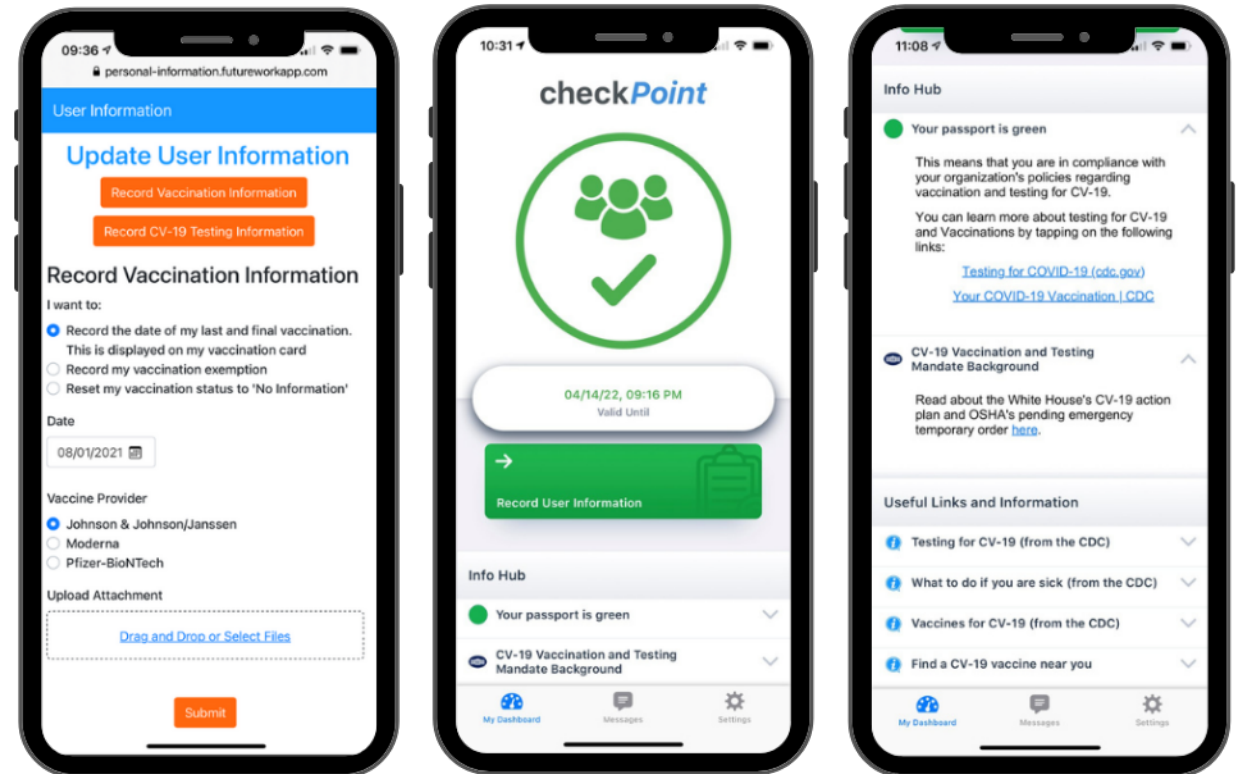 09:36
personal-information.futureworkapp.com
User Information
Update User Information
Record Vaccination Information
Record CV-19 Testing Information
Record Vaccination Information
I want to:
Record the date of my last and final vaccination.
This is displayed on my vaccination card
Record my vaccination exemption
Reset my vaccination status to 'No Information'
Date
08/01/2021
Vaccine Provider
Johnson & Johnson/Janssen
Moderna
Pfizer-BioNTech
Upload Attachment
Drag and Drop or Select Files
Submit
10:31
checkPoint
04/14/22, 09:16 PM
Valid Until
Record User Information
Info Hub
Your passport is green
CV-19 Vaccination and Testing
Mandate Background
My Dashboard
Messages
Settings
11:08
Info Hub
Your passport is green
This means that you are in compliance with
your organization's policies regarding
vaccination and testing for CV-19.
You can learn more about testing for CV-19
and Vaccinations by tapping on the following
links:
Testing for COVID-19 (cdc.gov)
Your COVID-19 Vaccination | CDC
CV-19 Vaccination and Testing
Mandate Background
Read about the White House's CV-19 action
plan and OSHA's pending emergency
temporary order here.
Useful Links and Information
Testing for CV-19 (from the CDC)
What to do if you are sick (from the CDC)
Vaccines for CV-19 (from the CDC)
Find a CV-19 vaccine near you
My Dashboard
Messages
Settings